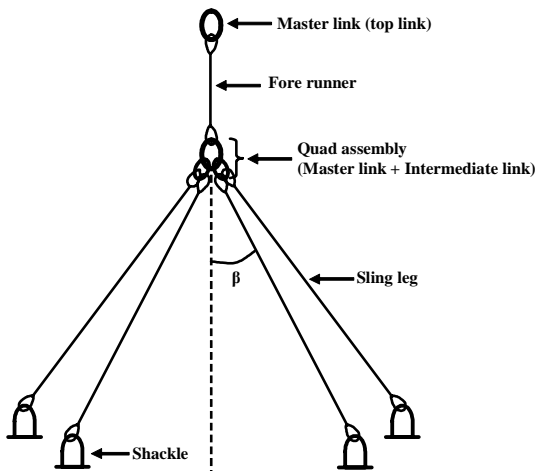 Master link (top link)
Fore runner
Quad assembly
(Master link + Intermediate link)
β
Sling leg
Shackle